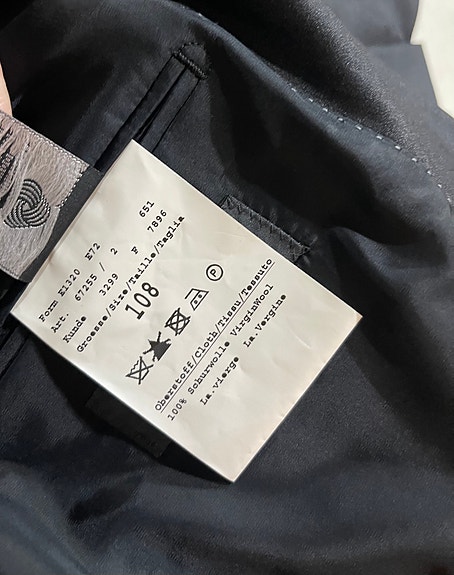 Form E1320 E72 651
Art. 67255 / 2 F 7896
Kunde 3299
Groesse/Size/Taille/Taglia
108
P
Oberstoff/Cloth/Tissu/Tessuto
100% Schurwolle VirginWool
La.vierge La.Vergine